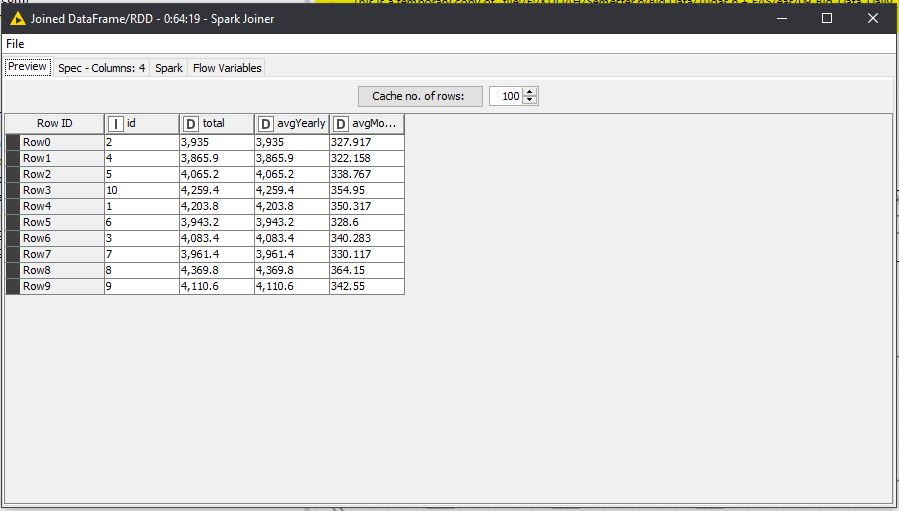 Joined DataFrame/RDD - 0:64:19 - Spark Joiner
File
Preview Spec - Columns: 4 Spark Flow Variables
Cache no. of rows: 100
Row ID I id D total D avgYearly D avgMo...
Row0 2 3,935 3,935 327.917
Row1 4 3,865.9 3,865.9 322.158
Row2 5 4,065.2 4,065.2 338.767
Row3 10 4,259.4 4,259.4 354.95
Row4 1 4,203.8 4,203.8 350.317
Row5 6 3,943.2 3,943.2 328.6
Row6 3 4,083.4 4,083.4 340.283
Row7 7 3,961.4 3,961.4 330.117
Row8 8 4,369.8 4,369.8 364.15
Row9 9 4,110.6 4,110.6 342.55